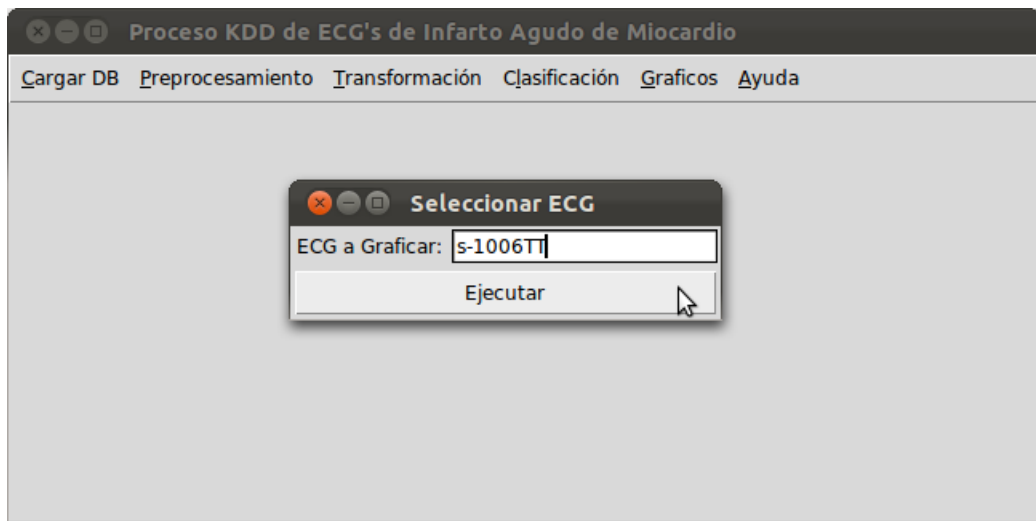 Proceso KDD de ECG's de Infarto Agudo de Miocardio
Cargar DB Preprocesamiento Transformación Clasificación Graficos Ayuda
Seleccionar ECG
ECG a Graficar: s-1006TT
Ejecutar